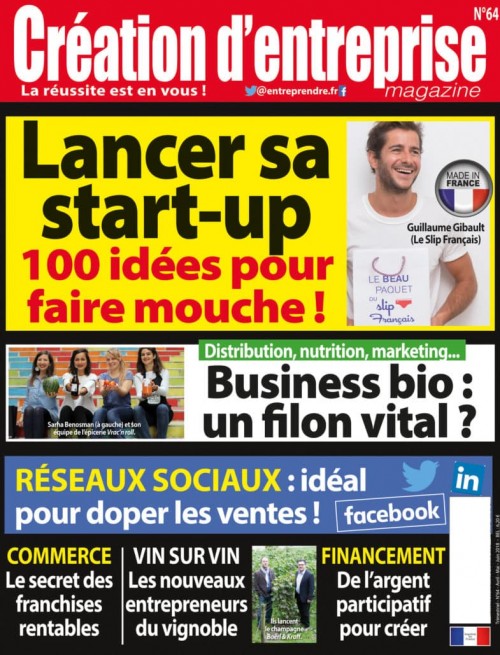 N°64
Création d'entreprise
magazine
La réussite est en vous !
@entreprendre.fr
Lancer sa
start-up
100 idées pour
faire mouche !
MADE IN
FRANCE
Guillaume Gibault
(Le Slip Français)
LE BEAU
PAQUET
DU
slip
Français
Distribution, nutrition, marketing...
Business bio :
un filon vital ?
Sarha Benosman (à gauche) et son
équipe de l'épicerie Vrac'n roll.
RÉSEAUX SOCIAUX : idéal
pour doper les ventes !
facebook
in
COMMERCE
Le secret des
franchises
rentables
VIN SUR VIN
Les nouveaux
entrepreneurs
du vignoble
Ils lancent
le champagne
Boërl & Kroff.
FINANCEMENT
De l'argent
participatif
pour créer